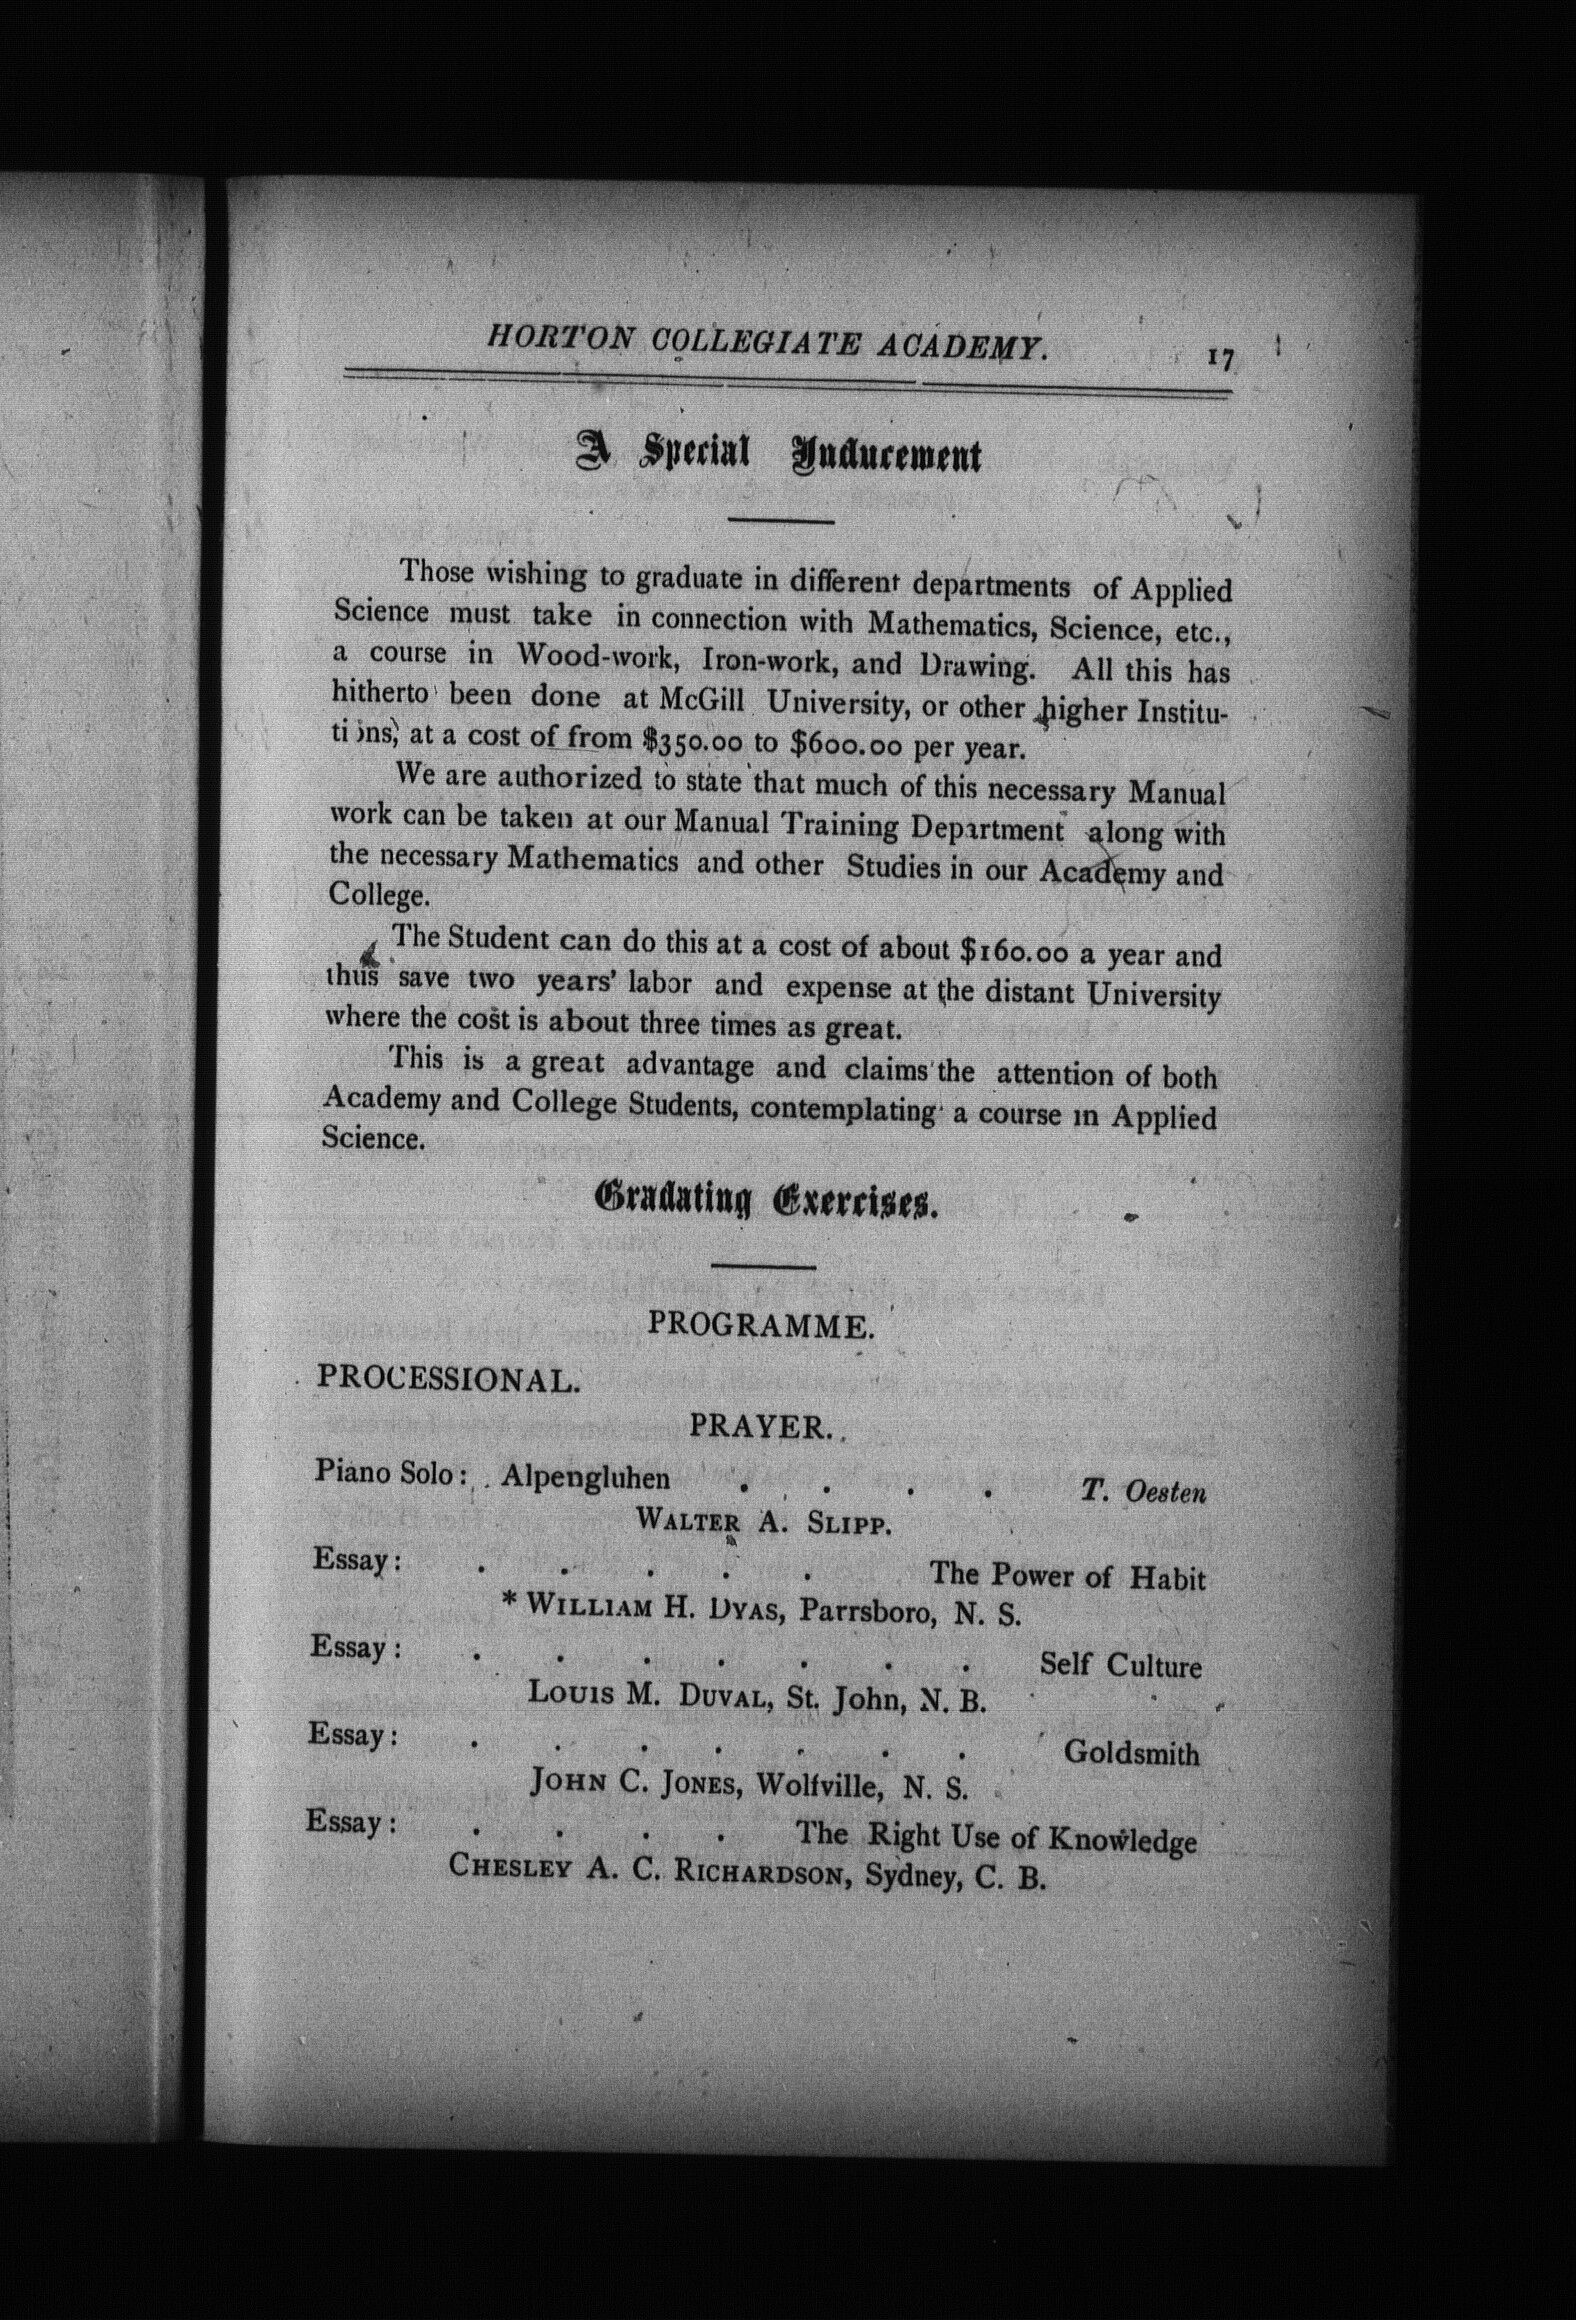 HORTON COLLEGIATE ACADEMY. 17
A Special Inducement
Those wishing to graduate in different departments of Applied
Science must take in connection with Mathematics, Science, etc.,
a course in Wood-work, Iron-work, and Drawing. All this has
hitherto been done at McGill University, or other higher Institu-
tions, at a cost of from $350.00 to $600.00 per year.
We are authorized to state that much of this necessary Manual
work can be taken at our Manual Training Department along with
the necessary Mathematics and other Studies in our Academy and
College.
The Student can do this at a cost of about $160.00 a year and
thus save two years' labor and expense at the distant University
where the cost is about three times as great.
This is a great advantage and claims the attention of both
Academy and College Students, contemplating a course in Applied
Science.
Gradating Exercises.
PROGRAMME.
PROCESSIONAL.
PRAYER.
Piano Solo: Alpengluhen . . . . T. Oesten
WALTER A. SLIPP.
Essay: . . . . . The Power of Habit
* WILLIAM H. DYAS, Parrsboro, N. S.
Essay: . . . . . . . Self Culture
LOUIS M. DUVAL, St. John, N. B.
Essay: . . . . . . . Goldsmith
JOHN C. JONES, Wolfville, N. S.
Essay: . . . . The Right Use of Knowledge
CHESLEY A. C. RICHARDSON, Sydney, C. B.